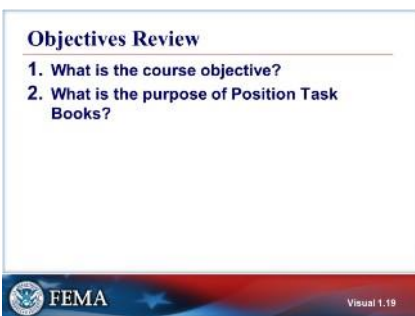 Objectives Review
1. What is the course objective?
2. What is the purpose of Position Task
Books?
FEMA
Visual 1.19